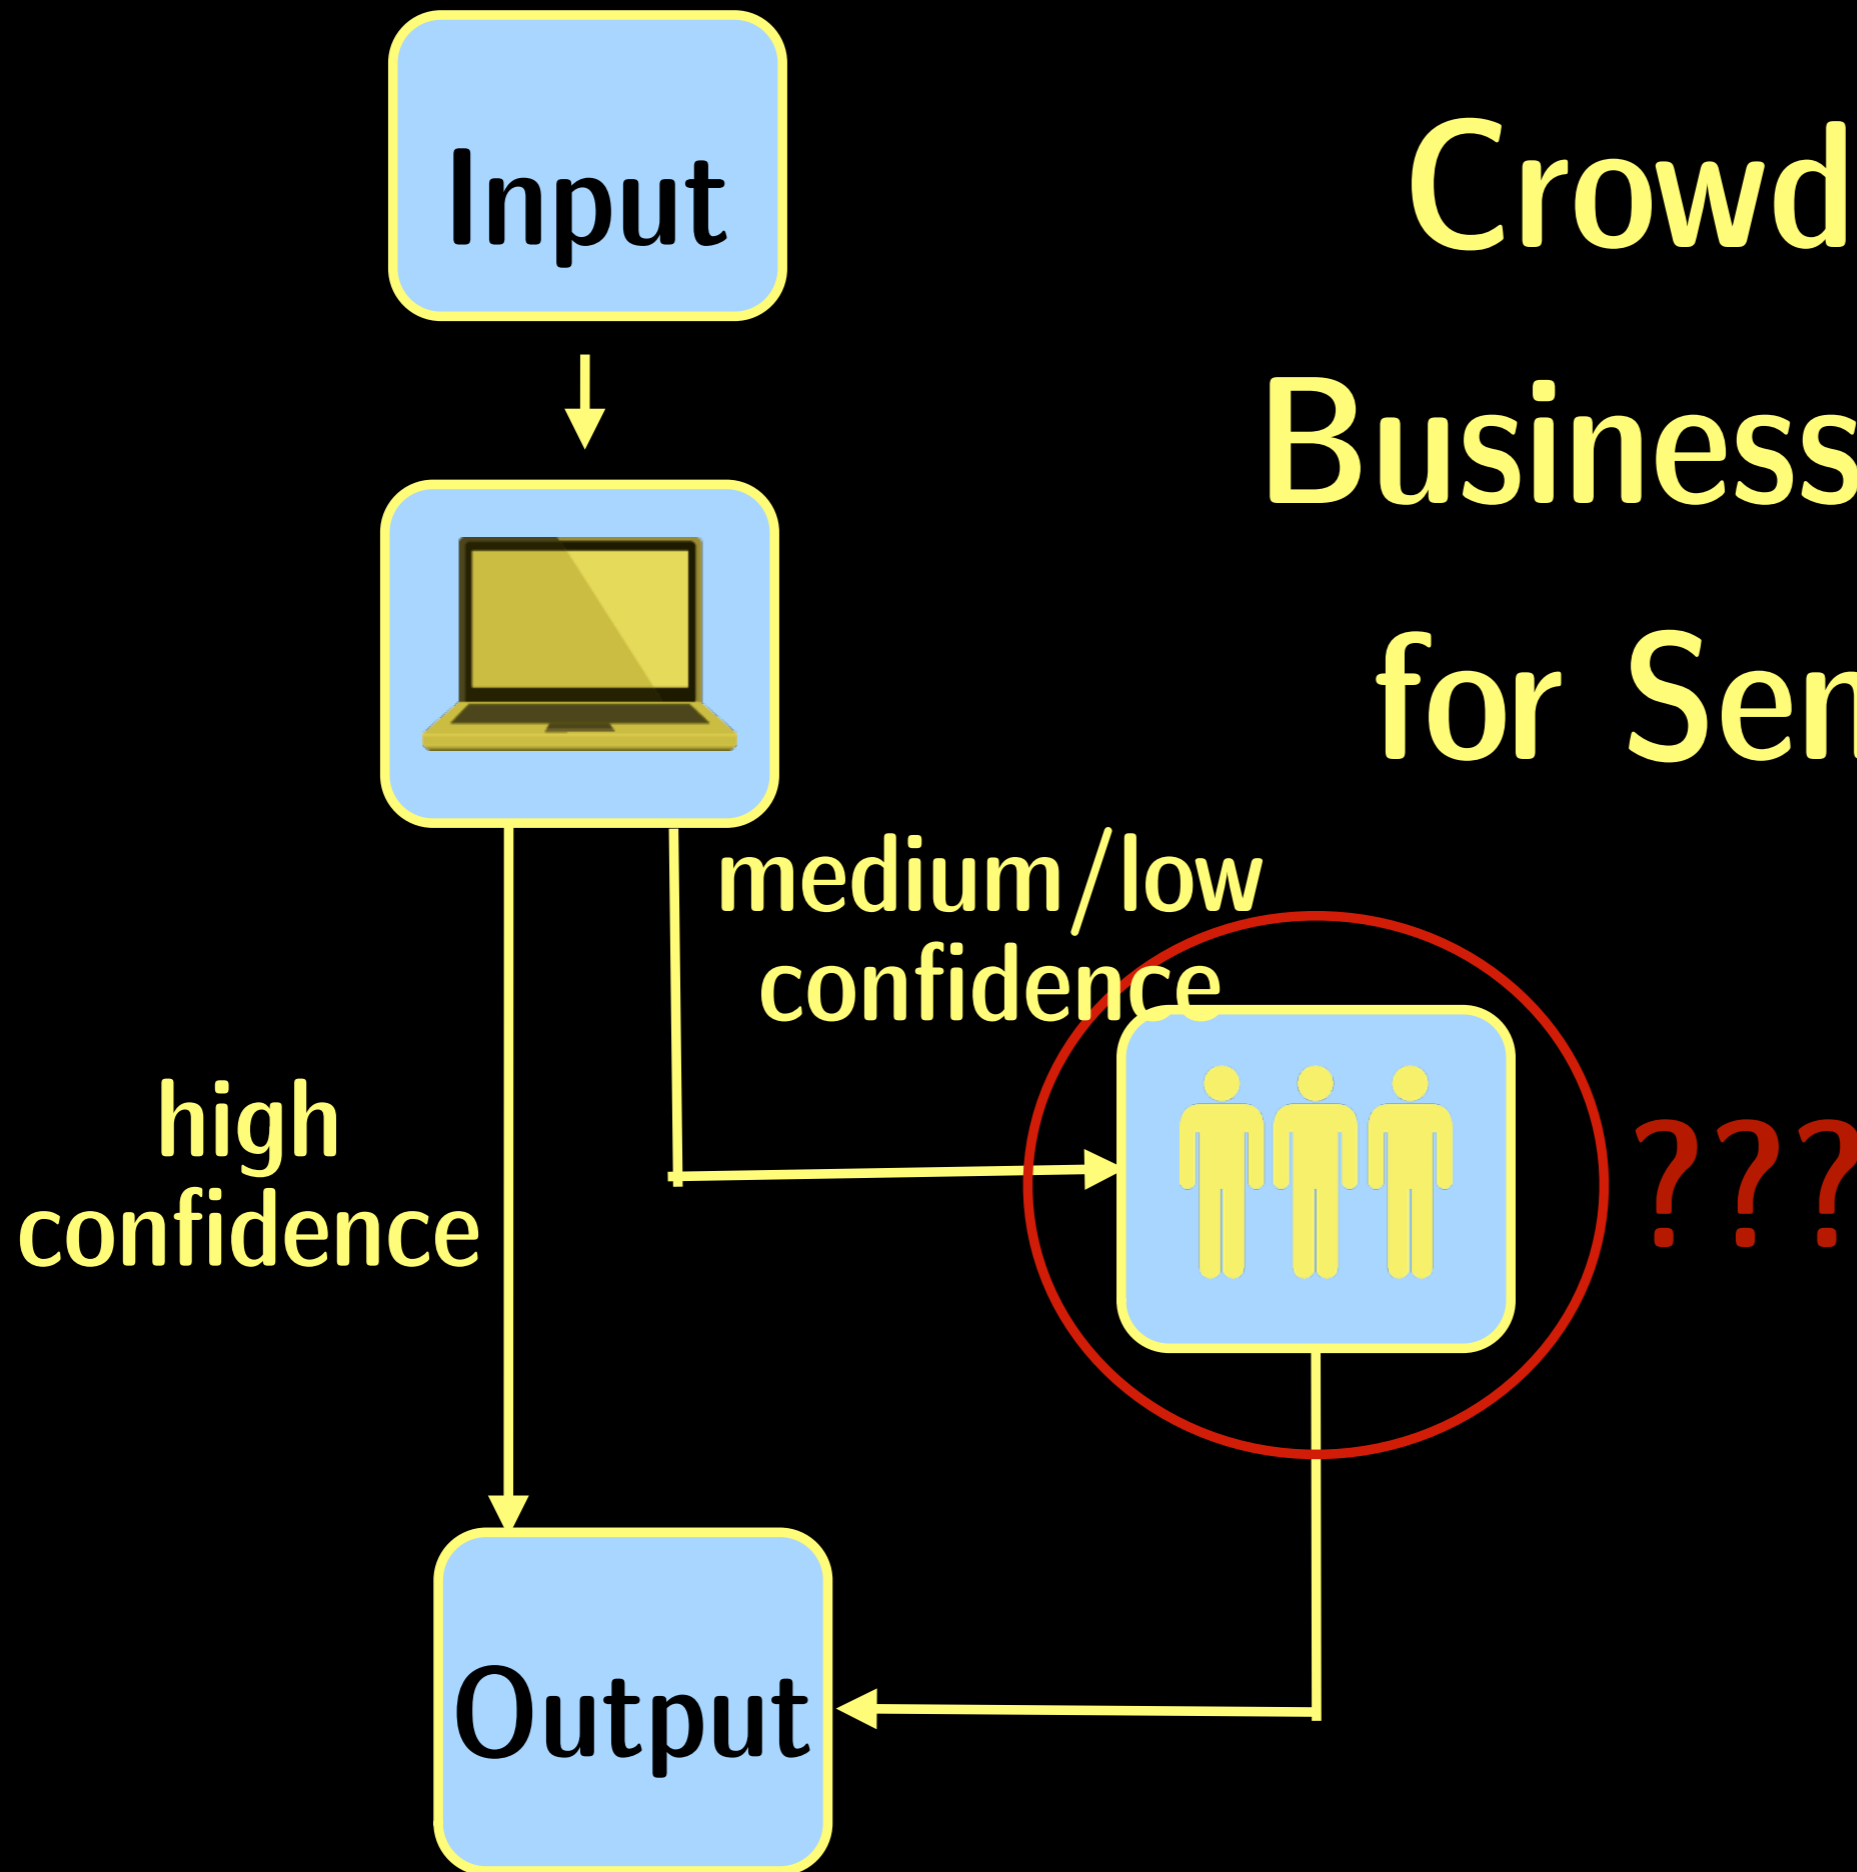 Input
Crowd
Business
for Sen
medium/low
confidence
high
confidence
???
Output